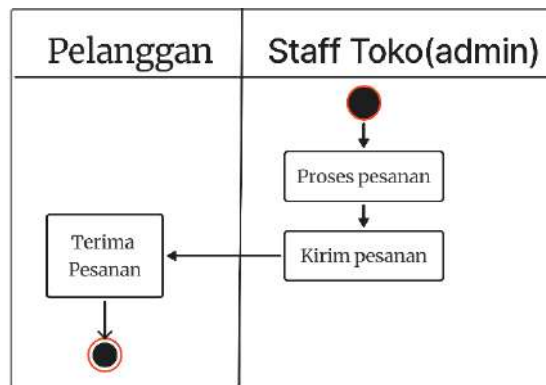 Pelanggan
Staff Toko(admin)
Proses pesanan
Kirim pesanan
Terima
Pesanan